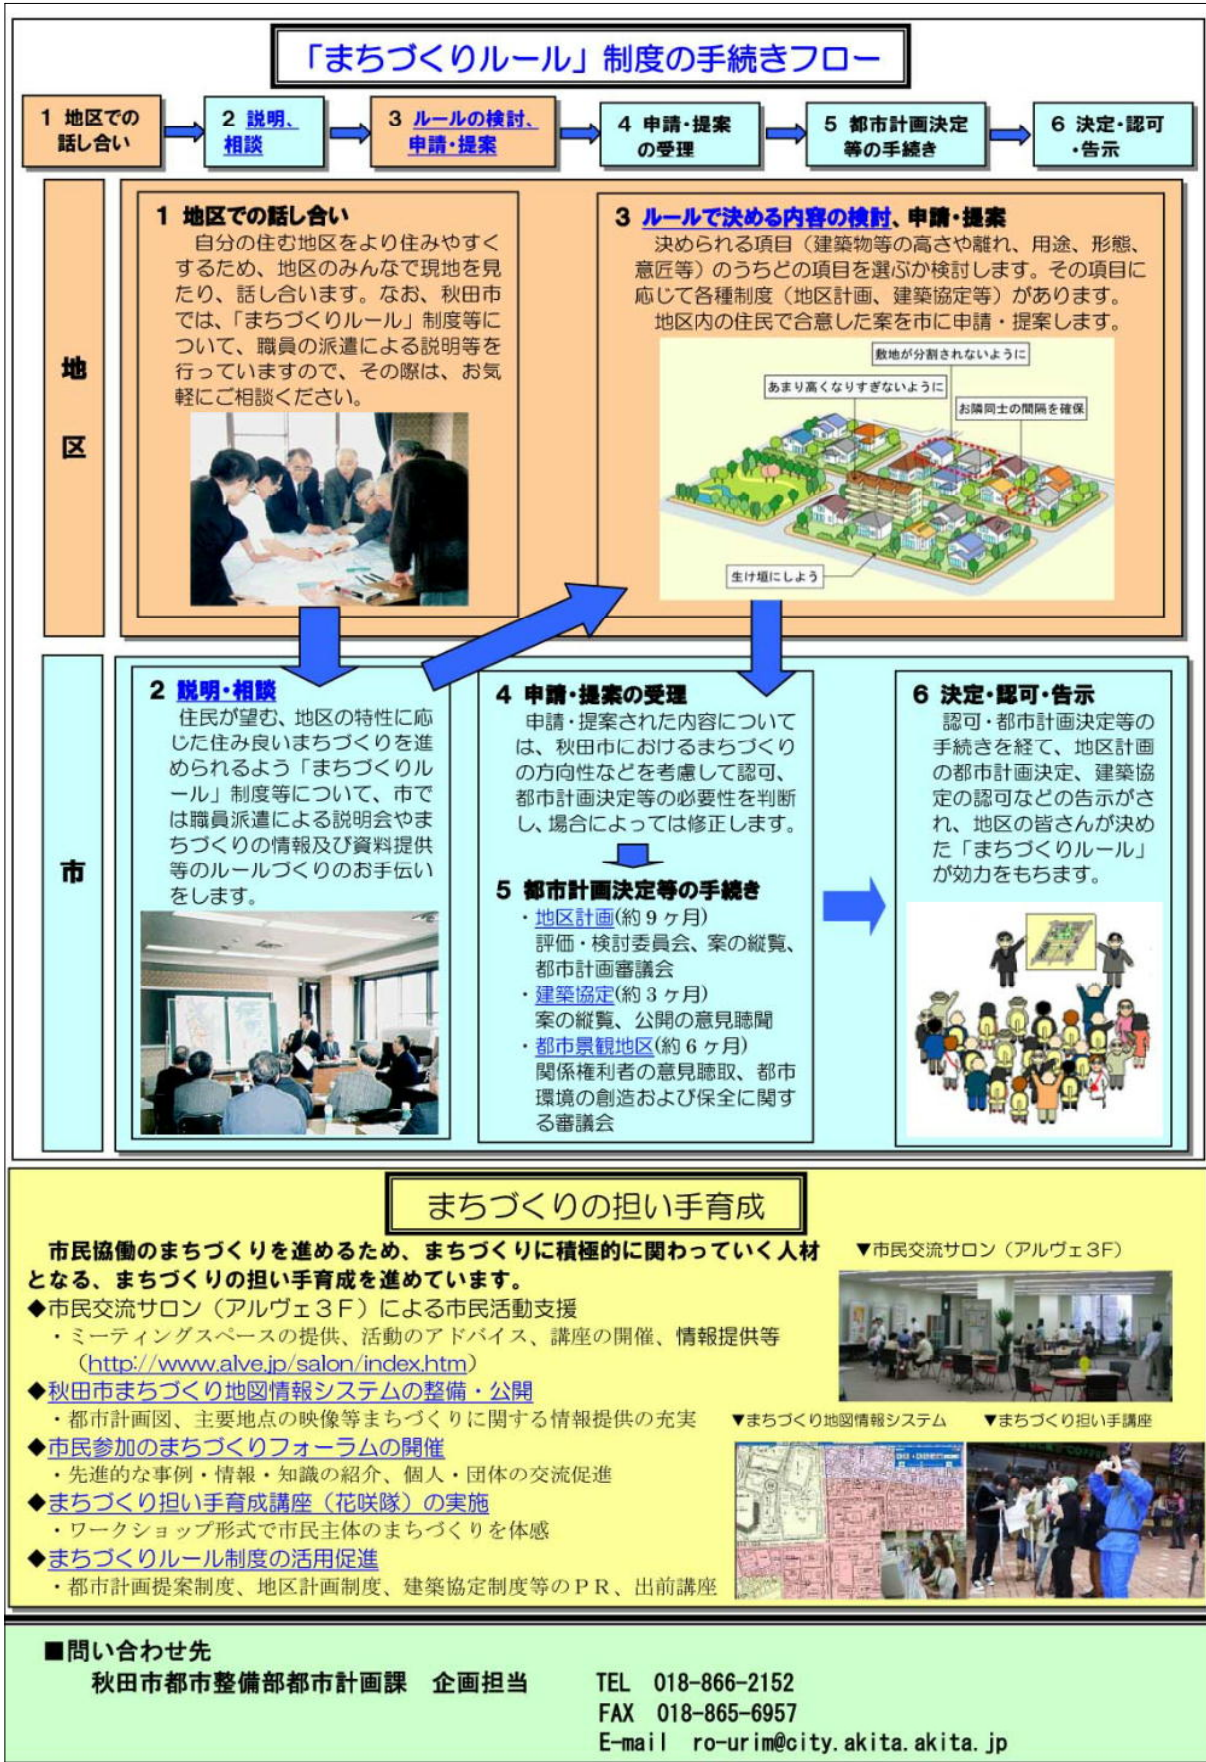 「まちづくりルール」制度の手続きフロー
1 地区での
話し合い
2 説明、
相談
3 ルールの検討、
申請・提案
4 申請・提案
の受理
5 都市計画決定
等の手続き
6 決定・認可
・告示
地
区
1 地区での話し合い
自分の住む地区をより住みやすく
するため、地区のみんなで現地を見
たり、話し合います。なお、秋田市
では、「まちづくりルール」制度等に
ついて、職員の派遣による説明等を
行っていますので、その際は、お気
軽にご相談ください。
3 ルールで決める内容の検討、申請・提案
決められる項目（建築物等の高さや離れ、用途、形態、
意匠等）のうちどの項目を選ぶか検討します。その項目に
応じて各種制度（地区計画、建築協定等）があります。
地区内の住民で合意した案を市に申請・提案します。
敷地が分割されないように
あまり高くなりすぎないように
お隣同士の間隔を確保
生け垣にしよう
市
2 説明・相談
住民が望む、地区の特性に応
じた住み良いまちづくりを進
められるよう「まちづくりル
ール」制度等について、市で
は職員派遣による説明会やま
ちづくりの情報及び資料提供
等のルールづくりのお手伝い
をします。
4 申請・提案の受理
申請・提案された内容について
は、秋田市におけるまちづくり
の方向性などを考慮して認可、
都市計画決定等の必要性を判断
し、場合によっては修正します。
5 都市計画決定等の手続き
・地区計画(約9ヶ月)
評価・検討委員会、案の縦覧、
都市計画審議会
・建築協定(約3ヶ月)
案の縦覧、公開の意見聴聞
・都市景観地区(約6ヶ月)
関係権利者の意見聴取、都市
環境の創造および保全に関す
る審議会
6 決定・認可・告示
認可・都市計画決定等の
手続きを経て、地区計画
の都市計画決定、建築協
定の認可などの告示がさ
れ、地区の皆さんが決め
た「まちづくりルール」
が効力をもちます。
まちづくりの担い手育成
市民協働のまちづくりを進めるため、まちづくりに積極的に関わっていく人材
となる、まちづくりの担い手育成を進めています。
◆市民交流サロン（アルヴェ3F）による市民活動支援
・ミーティングスペースの提供、活動のアドバイス、講座の開催、情報提供等
（http://www.alve.jp/salon/index.htm）
◆秋田市まちづくり地図情報システムの整備・公開
・都市計画図、主要地点の映像等まちづくりに関する情報提供の充実
◆市民参加のまちづくりフォーラムの開催
・先進的な事例・情報・知識の紹介、個人・団体の交流促進
◆まちづくり担い手育成講座（花咲隊）の実施
・ワークショップ形式で市民主体のまちづくりを体感
◆まちづくりルール制度の活用促進
・都市計画提案制度、地区計画制度、建築協定制度等のPR、出前講座
▼市民交流サロン（アルヴェ3F）
▼まちづくり地図情報システム
▼まちづくり担い手講座
■問い合わせ先
秋田市都市整備部都市計画課 企画担当
TEL 018-866-2152
FAX 018-865-6957
E-mail ro-urim@city.akita.akita.jp